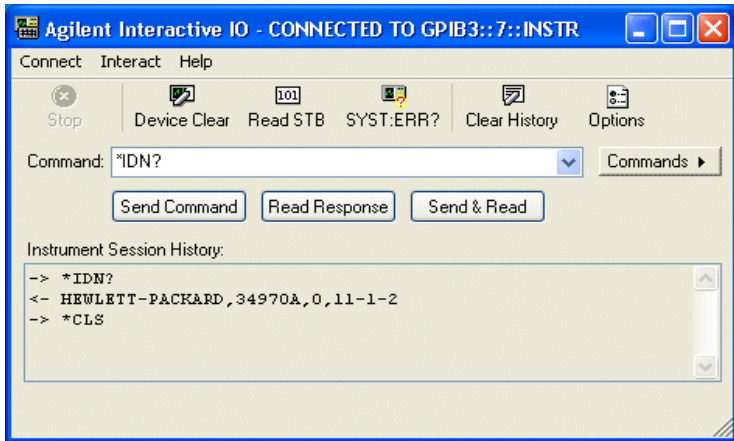 Agilent Interactive IO - CONNECTED TO GPIB3::7::INSTR
Connect Interact Help
Stop Device Clear Read STB SYST:ERR? Clear History Options
Command: *IDN? Commands
Send Command Read Response Send & Read
Instrument Session History:
-> *IDN?
<- HEWLETT-PACKARD,34970A,0,11-1-2
-> *CLS